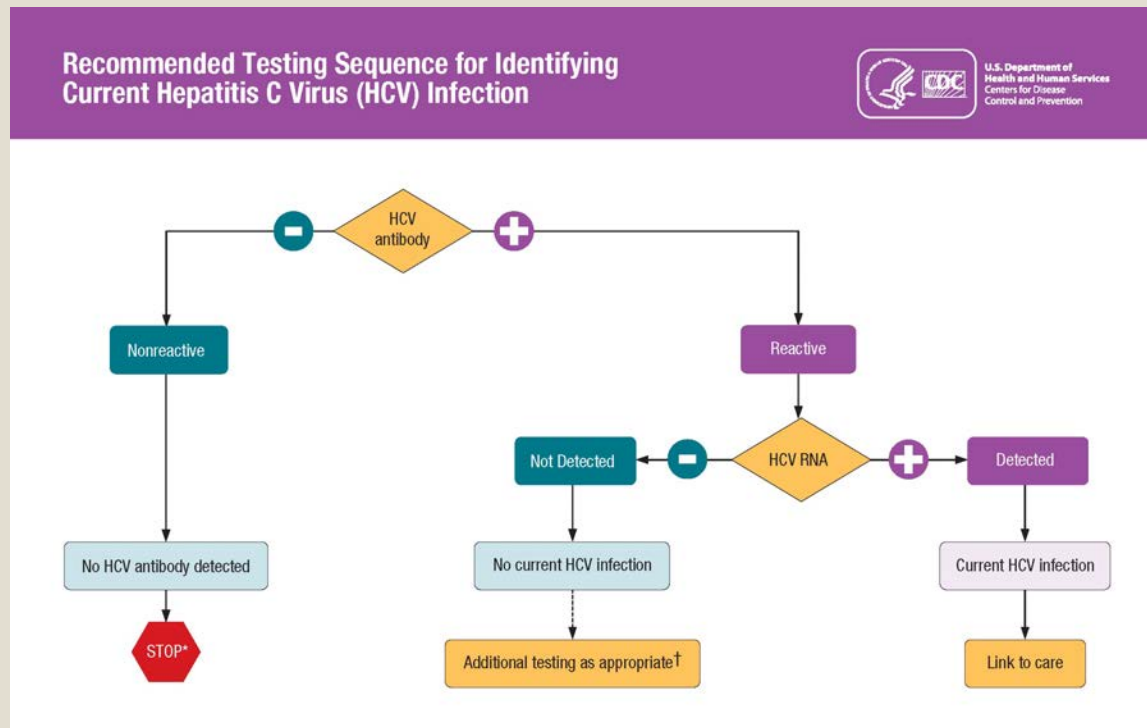 Recommended Testing Sequence for Identifying
Current Hepatitis C Virus (HCV) Infection
CDC
U.S. Department of
Health and Human Services
Centers for Disease
Control and Prevention
HCV
antibody
-
+
Nonreactive
Reactive
Not Detected
-
HCV RNA
+
Detected
No HCV antibody detected
No current HCV infection
Current HCV infection
STOP*
Additional testing as appropriate†
Link to care